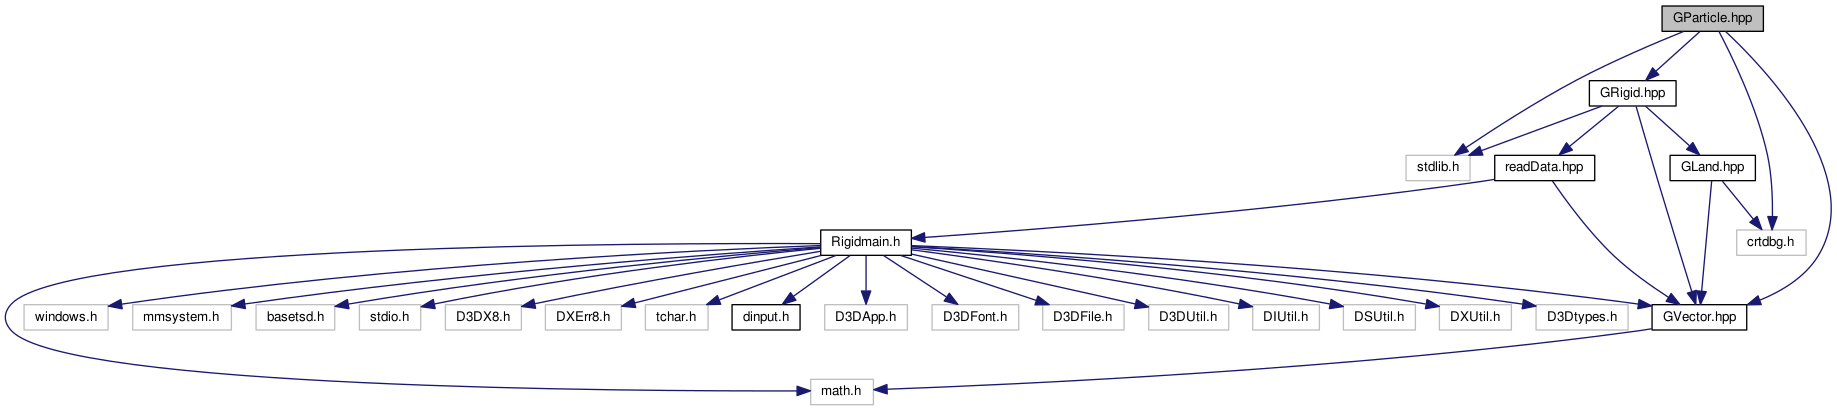 GParticle.hpp
GRigid.hpp
stdlib.h
readData.hpp
GLand.hpp
Rigidmain.h
crtdbg.h
windows.h
mmsystem.h
basetsd.h
stdio.h
D3DX8.h
DXErr8.h
tchar.h
dinput.h
D3DApp.h
D3DFont.h
D3DFile.h
D3DUtil.h
DIUtil.h
DSUtil.h
DXUtil.h
D3Dtypes.h
GVector.hpp
math.h